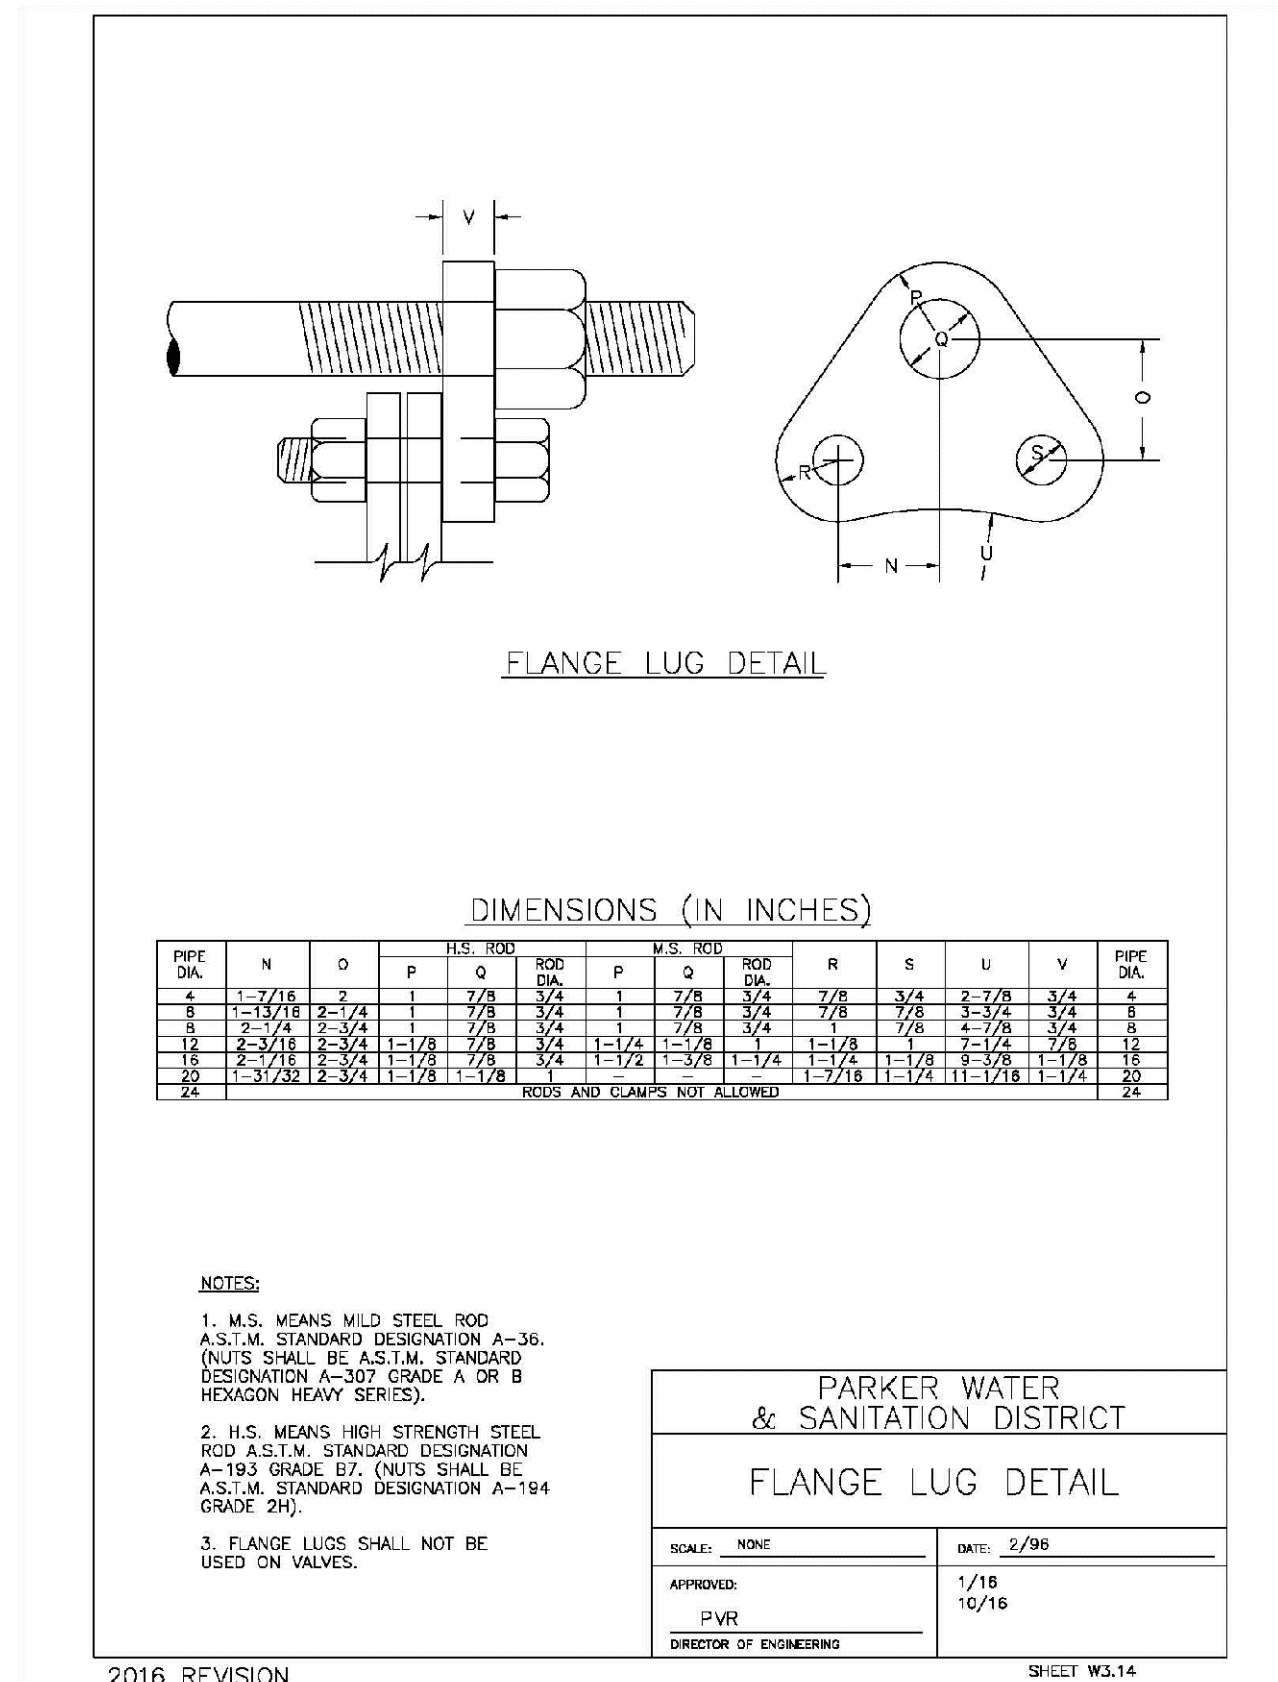 V
P
Q
O
R
S
N
U
FLANGE LUG DETAIL
DIMENSIONS (IN INCHES)
PIPE DIA. N O H.S. ROD M.S. ROD R S U V PIPE DIA.
P Q ROD DIA. P Q ROD DIA.
4 1-7/16 2 1 7/8 3/4 1 7/8 3/4 7/8 3/4 2-7/8 3/4 4
6 1-13/16 2-1/4 1 7/8 3/4 1 7/8 3/4 7/8 7/8 3-3/4 3/4 6
8 2-1/4 2-3/4 1 7/8 3/4 1 7/8 3/4 1 7/8 4-7/8 3/4 8
12 2-3/16 2-3/4 1-1/8 7/8 3/4 1-1/4 1-1/8 1 1-1/8 1 7-1/4 7/8 12
16 2-1/16 2-3/4 1-1/8 7/8 3/4 1-1/2 1-3/8 1-1/4 1-1/4 1-1/8 9-3/8 1-1/8 16
20 1-31/32 2-3/4 1-1/8 1-1/8 1 – – – 1-7/16 1-1/4 11-1/16 1-1/4 20
24 RODS AND CLAMPS NOT ALLOWED 24
NOTES:
1. M.S. MEANS MILD STEEL ROD
A.S.T.M. STANDARD DESIGNATION A-36.
(NUTS SHALL BE A.S.T.M. STANDARD
DESIGNATION A-307 GRADE A OR B
HEXAGON HEAVY SERIES).
2. H.S. MEANS HIGH STRENGTH STEEL
ROD A.S.T.M. STANDARD DESIGNATION
A-193 GRADE B7. (NUTS SHALL BE
A.S.T.M. STANDARD DESIGNATION A-194
GRADE 2H).
3. FLANGE LUGS SHALL NOT BE
USED ON VALVES.
PARKER WATER
& SANITATION DISTRICT
FLANGE LUG DETAIL
SCALE: NONE
DATE: 2/96
APPROVED:
PVR
DIRECTOR OF ENGINEERING
1/16
10/16
2016 REVISION
SHEET W3.14